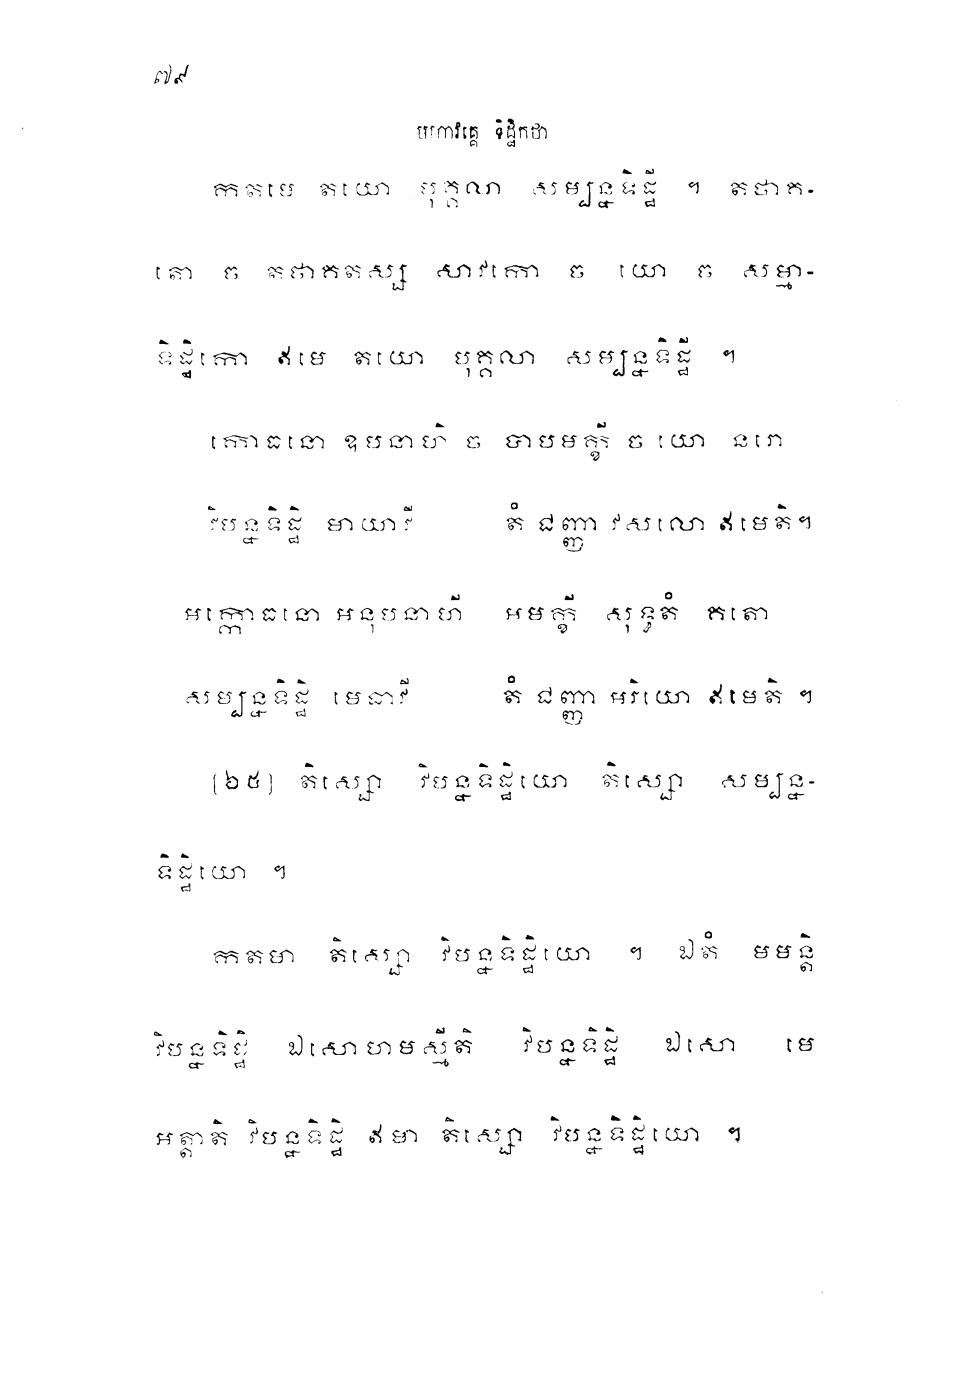 ៧៩
មហាវគ្គេ ទិដ្ឋិកថា
កតមេ តយោ បុគ្គលា សម្បន្នទិដ្ឋី ។ តថាគ-
តោ ច តថាគតស្ស សាវកោ ច យោ ច សម្មា-
ទិដ្ឋិកោ ឥមេ តយោ បុគ្គលា សម្បន្នទិដ្ឋី ។
កោធនោ ឧបនាហិ ច បាបមក្ខី ច យោ នរោ
វិបន្នទិដ្ឋិ មាយាវី តំ ជញ្ញា វសលោ ឥមេតិ។
អក្កោធនោ អនុបនាហី អមក្ខី សុទ្ធតំ គតោ
សម្បន្នទិដ្ឋិ មេធាវី តំ ជញ្ញា អរិយោ ឥមេតិ ។
[៦៥] តិស្សោ វិបន្នទិដ្ឋិយោ តិស្សោ សម្បន្ន-
ទិដ្ឋិយោ ។
កតមា តិស្សោ វិបន្នទិដ្ឋិយោ ។ ឯតំ មមន្តិ
វិបន្នទិដ្ឋិ ឯសោហមស្មីតិ វិបន្នទិដ្ឋិ ឯសោ មេ
អត្តាតិ វិបន្នទិដ្ឋិ ឥមា តិស្សោ វិបន្នទិដ្ឋិយោ ។